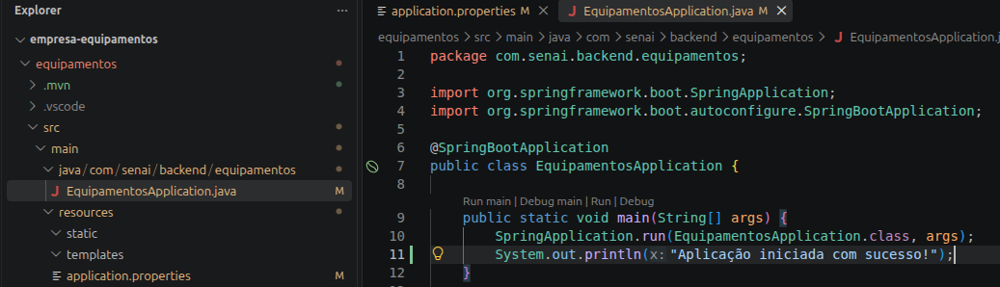 Explorer ···
empresa-equipamentos
equipamentos
.mvn
.vscode
src
main
java/com/senai/backend/equipamentos
J EquipamentosApplication.java M
resources
static
templates
application.properties M
application.properties M J EquipamentosApplication.java M
equipamentos > src > main > java > com > senai > backend > equipamentos > J EquipamentosApplication.j
1 package com.senai.backend.equipamentos;
2
3 import org.springframework.boot.SpringApplication;
4 import org.springframework.boot.autoconfigure.SpringBootApplication;
5
6 @SpringBootApplication
7 public class EquipamentosApplication {
8
Run main | Debug main | Run | Debug
9 public static void main(String[] args) {
10 SpringApplication.run(EquipamentosApplication.class, args);
11 System.out.println(x: "Aplicação iniciada com sucesso!");
12 }